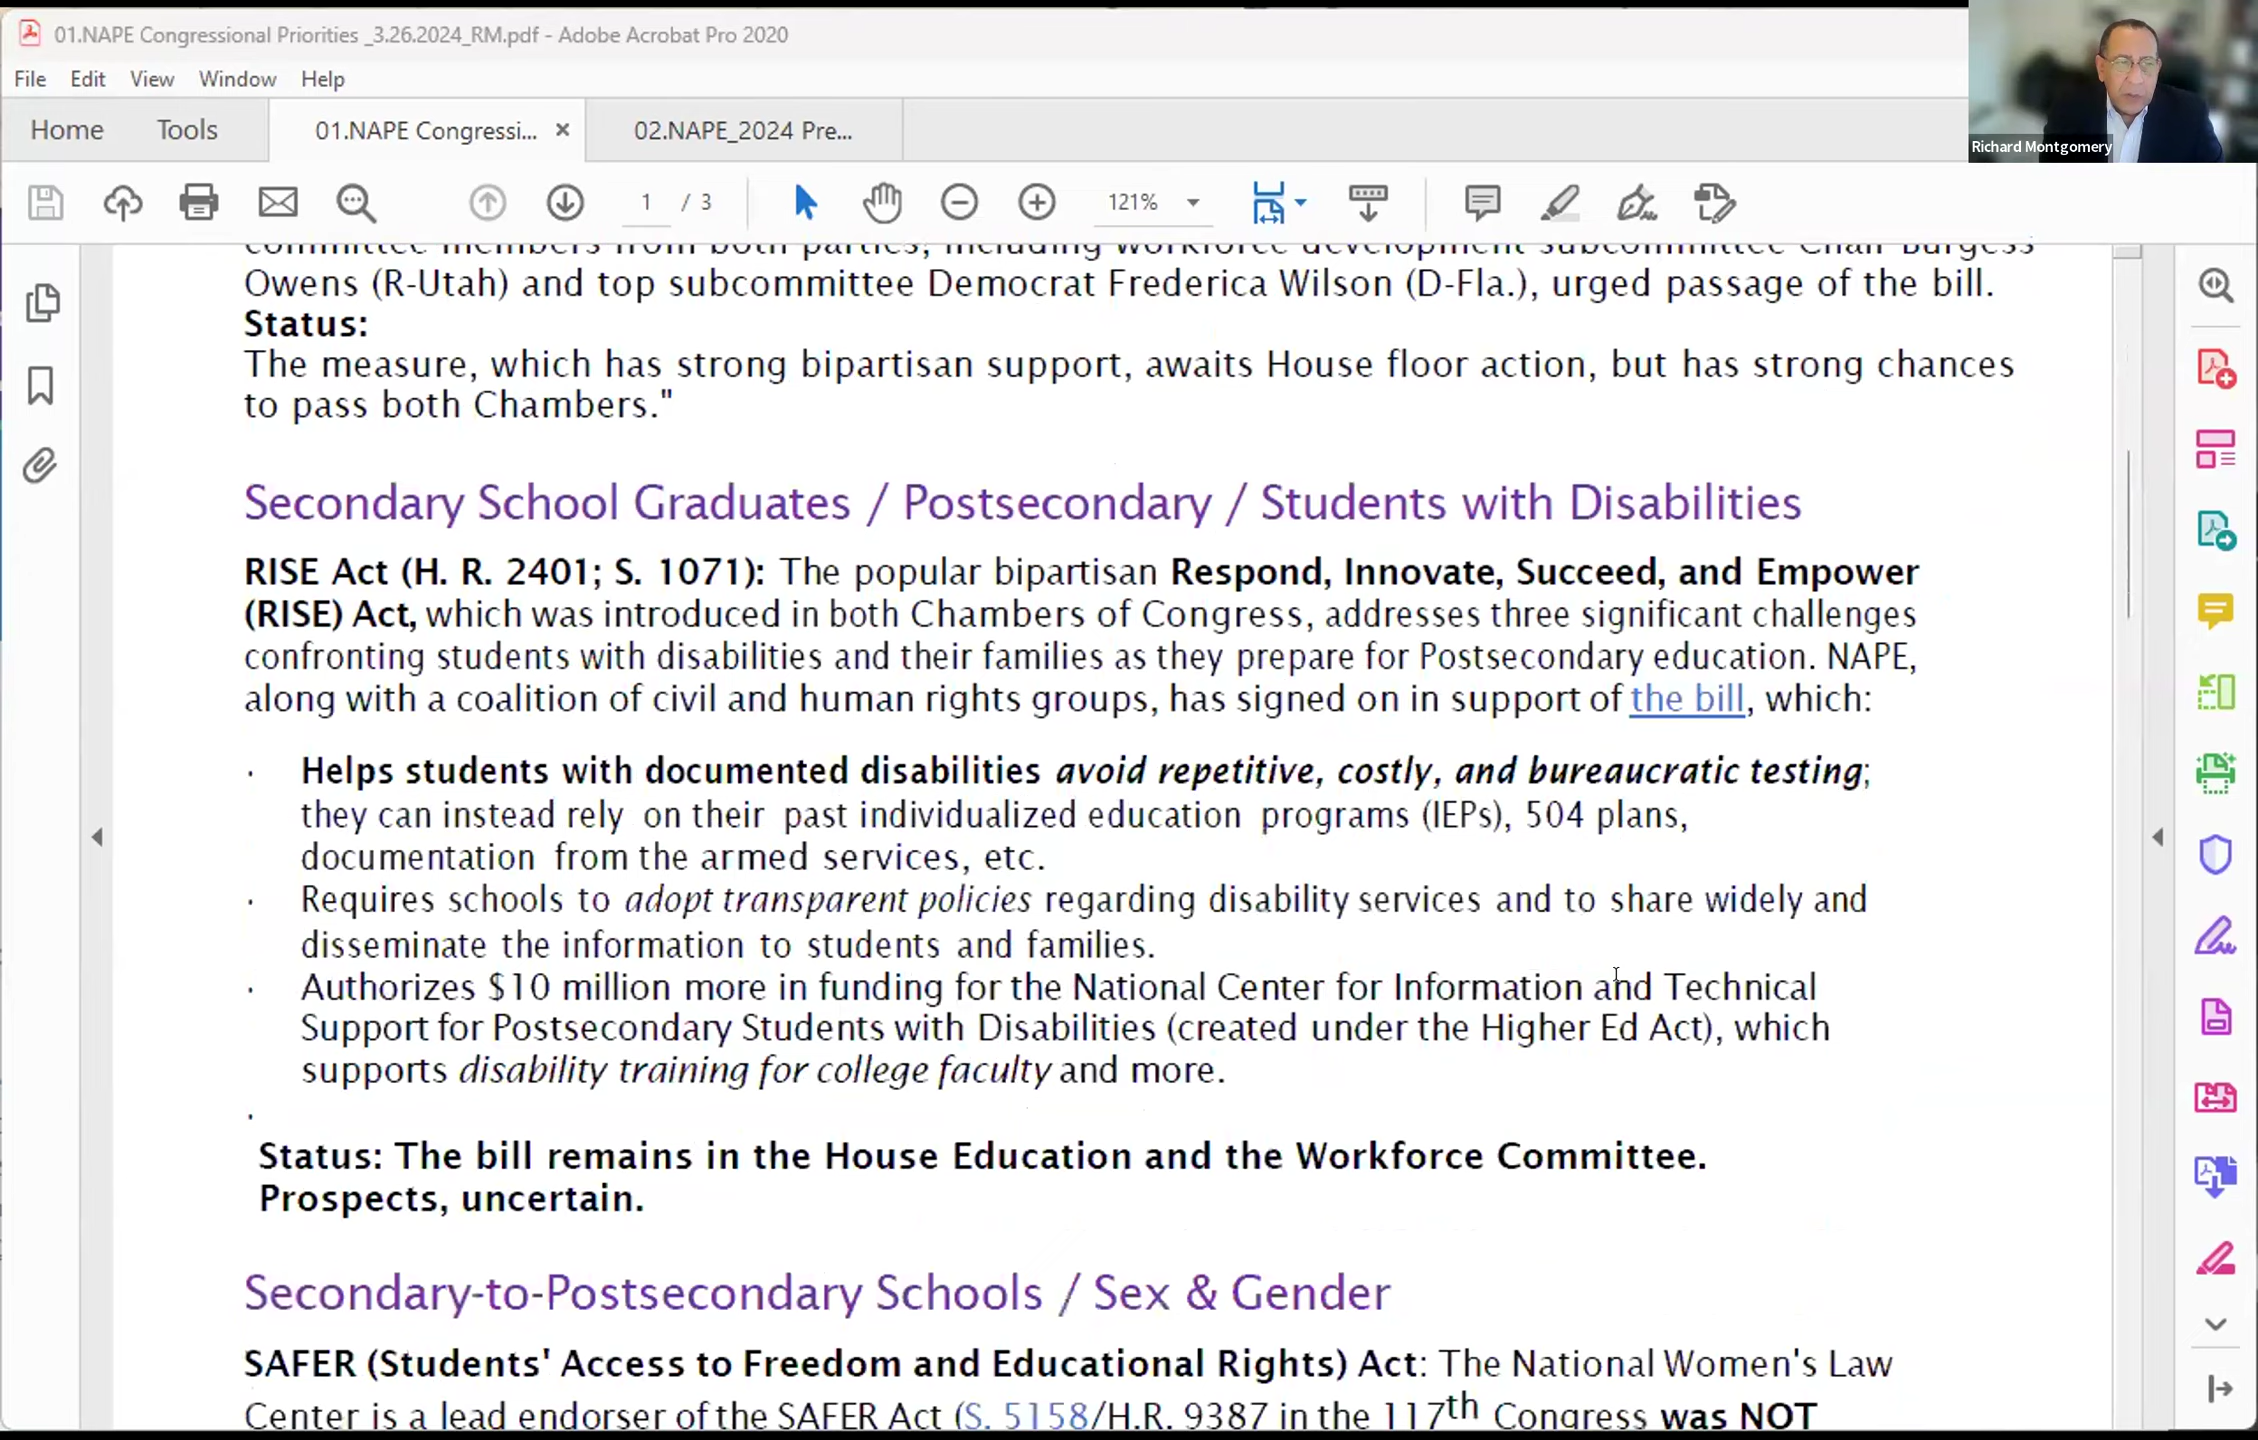 01.NAPE Congressional Priorities _3.26.2024_RM.pdf - Adobe Acrobat Pro 2020
File Edit View Window Help
Home Tools 01.NAPE Congressi... × 02.NAPE_2024 Pre...
Richard Montgomery
1 / 3 121%
committee members from both parties, including workforce development subcommittee Chair Burgess
Owens (R-Utah) and top subcommittee Democrat Frederica Wilson (D-Fla.), urged passage of the bill.
Status:
The measure, which has strong bipartisan support, awaits House floor action, but has strong chances
to pass both Chambers."
Secondary School Graduates / Postsecondary / Students with Disabilities
RISE Act (H. R. 2401; S. 1071): The popular bipartisan Respond, Innovate, Succeed, and Empower
(RISE) Act, which was introduced in both Chambers of Congress, addresses three significant challenges
confronting students with disabilities and their families as they prepare for Postsecondary education. NAPE,
along with a coalition of civil and human rights groups, has signed on in support of the bill, which:
· Helps students with documented disabilities avoid repetitive, costly, and bureaucratic testing;
they can instead rely on their past individualized education programs (IEPs), 504 plans,
documentation from the armed services, etc.
· Requires schools to adopt transparent policies regarding disability services and to share widely and
disseminate the information to students and families.
· Authorizes $10 million more in funding for the National Center for Information and Technical
Support for Postsecondary Students with Disabilities (created under the Higher Ed Act), which
supports disability training for college faculty and more.
·
Status: The bill remains in the House Education and the Workforce Committee.
Prospects, uncertain.
Secondary-to-Postsecondary Schools / Sex & Gender
SAFER (Students' Access to Freedom and Educational Rights) Act: The National Women's Law
Center is a lead endorser of the SAFER Act (S. 5158/H.R. 9387 in the 117th Congress was NOT